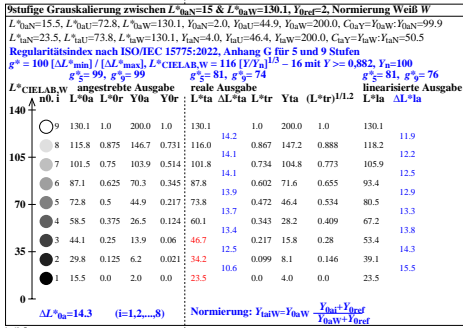 9stufige Graukalierung zwischen L*0aN=15.5 & L*0aW=130.1, Y0ref=2, Normierung Weiß W
L*0aN=15.5, L*0aU=72.8, L*0aW=130.1, Y0aN=2.0, Y0aU=44.9, Y0aW=200.0, C0aY=Y0aW:Y0aN=99.9
L*taN=23.5, L*taU=73.8, L*taW=130.1, YtaN=4.0, YtaU=46.4, YtaW=200.0, CtaY=YtaW:YtaN=50.5
Regularitätsindex nach ISO/IEC 15775:2022, Anhang G für 5 und 9 Stufen
g* = 100 [ΔL*min] / [ΔL*max], L*CIELAB,W = 116 [Y/Yn]^1/3 − 16 mit Y >= 0,882, Yn=100
g*5= 99, g*9= 99 g*5= 81, g*9= 74 g*5= 81, g*9= 76
L*CIELAB,W angestrebte Ausgabe reale Ausgabe linearisierte Ausgabe
n0. i L*0a L*0r Y0a Y0r L*ta ΔL*ta L*tr Yta (L*tr)^1/1.2 L*la ΔL*la
140
9 130.1 1.0 200.0 1.0 130.1 1.0 200.0 1.0 130.1
14.2 11.9
8 115.8 0.875 146.7 0.731 116.0 0.867 147.2 0.888 118.2
14.1 12.2
105
7 101.5 0.75 103.9 0.514 101.8 0.734 104.8 0.773 105.9
14.1 12.5
6 87.1 0.625 70.3 0.345 87.8 0.602 71.6 0.655 93.4
13.9 12.9
70
5 72.8 0.5 44.9 0.217 73.8 0.472 46.4 0.534 80.5
13.7 13.3
4 58.5 0.375 26.5 0.124 60.1 0.343 28.2 0.409 67.2
13.4 13.8
3 44.1 0.25 13.9 0.06 46.7 0.217 15.8 0.28 53.4
12.5 14.3
35
2 29.8 0.125 6.2 0.021 34.2 0.099 8.1 0.146 39.1
10.6 15.5
1 15.5 0.0 2.0 0.0 23.5 0.0 4.0 0.0 23.5
0
ΔL*0a=14.3 (i=1,2,...,8) Normierung: YtaiW=Y0aW (Y0ai+Y0ref)/(Y0aW+Y0ref)